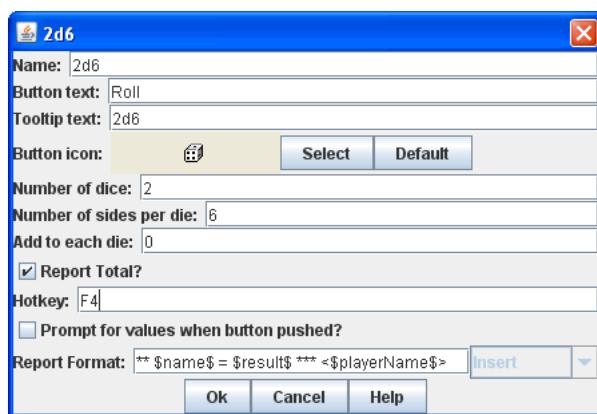 2d6
Name: 2d6
Button text: Roll
Tooltip text: 2d6
Button icon: Select Default
Number of dice: 2
Number of sides per die: 6
Add to each die: 0
Report Total?
Hotkey: F4
Prompt for values when button pushed?
Report Format: ** $name$ = $result$ *** <$playerName$> Insert
Ok Cancel Help